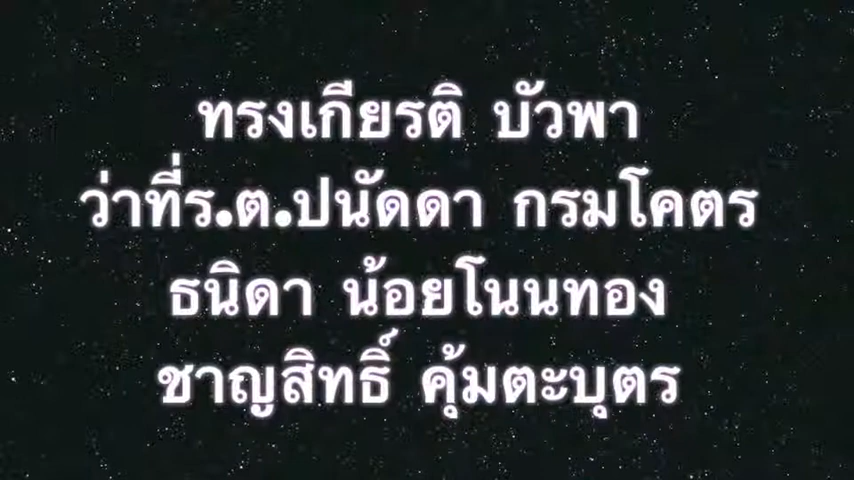 ทรงเกียรติ บัวพา
ว่าที่ร.ต.ปนัดดา กรมโคตร
ธนิดา น้อยโนนทอง
ชาญสิทธิ์ คุ้มตะบุตร